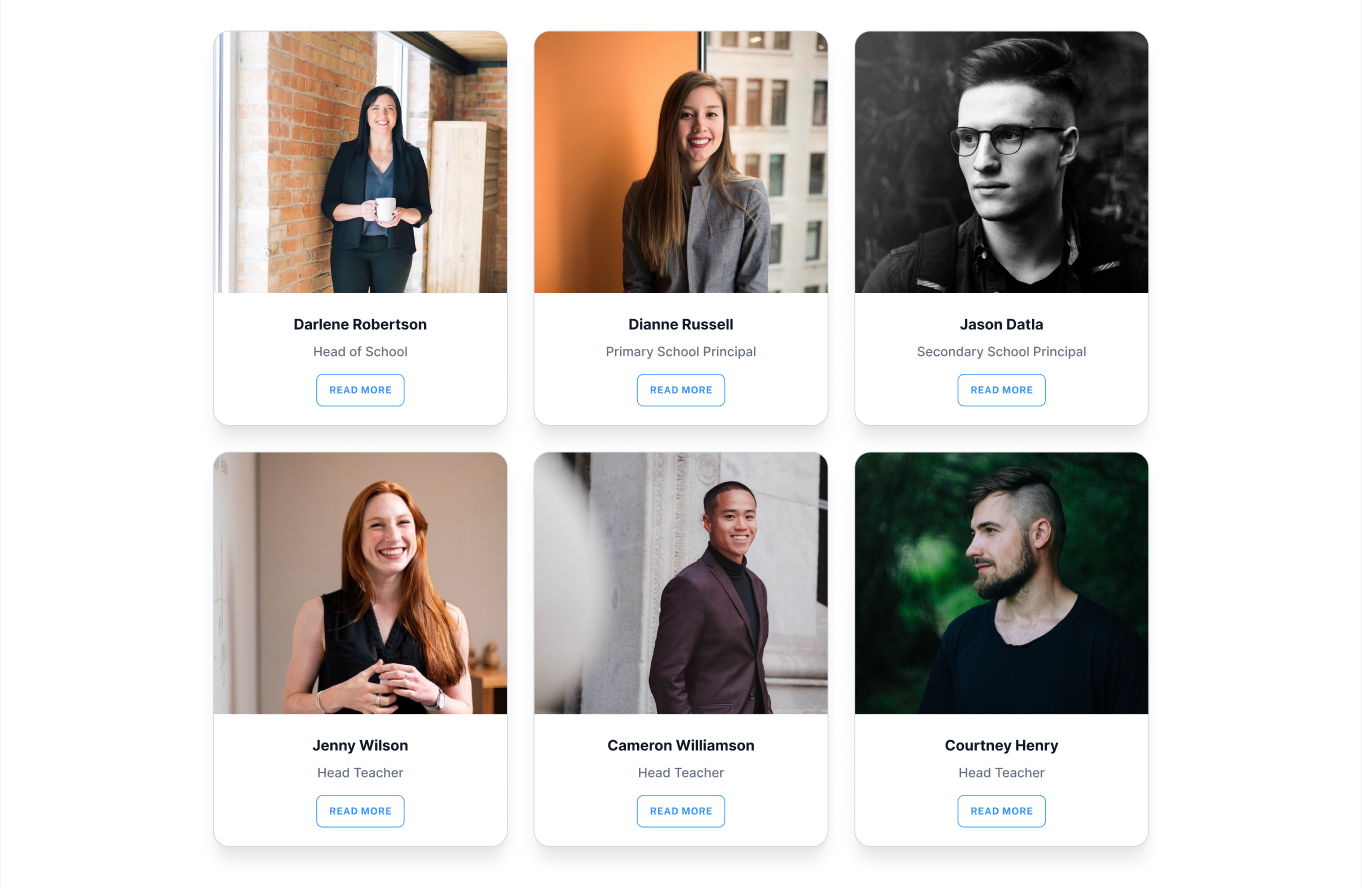 Darlene Robertson
Head of School
READ MORE
Dianne Russell
Primary School Principal
READ MORE
Jason Datla
Secondary School Principal
READ MORE
Jenny Wilson
Head Teacher
READ MORE
Cameron Williamson
Head Teacher
READ MORE
Courtney Henry
Head Teacher
READ MORE